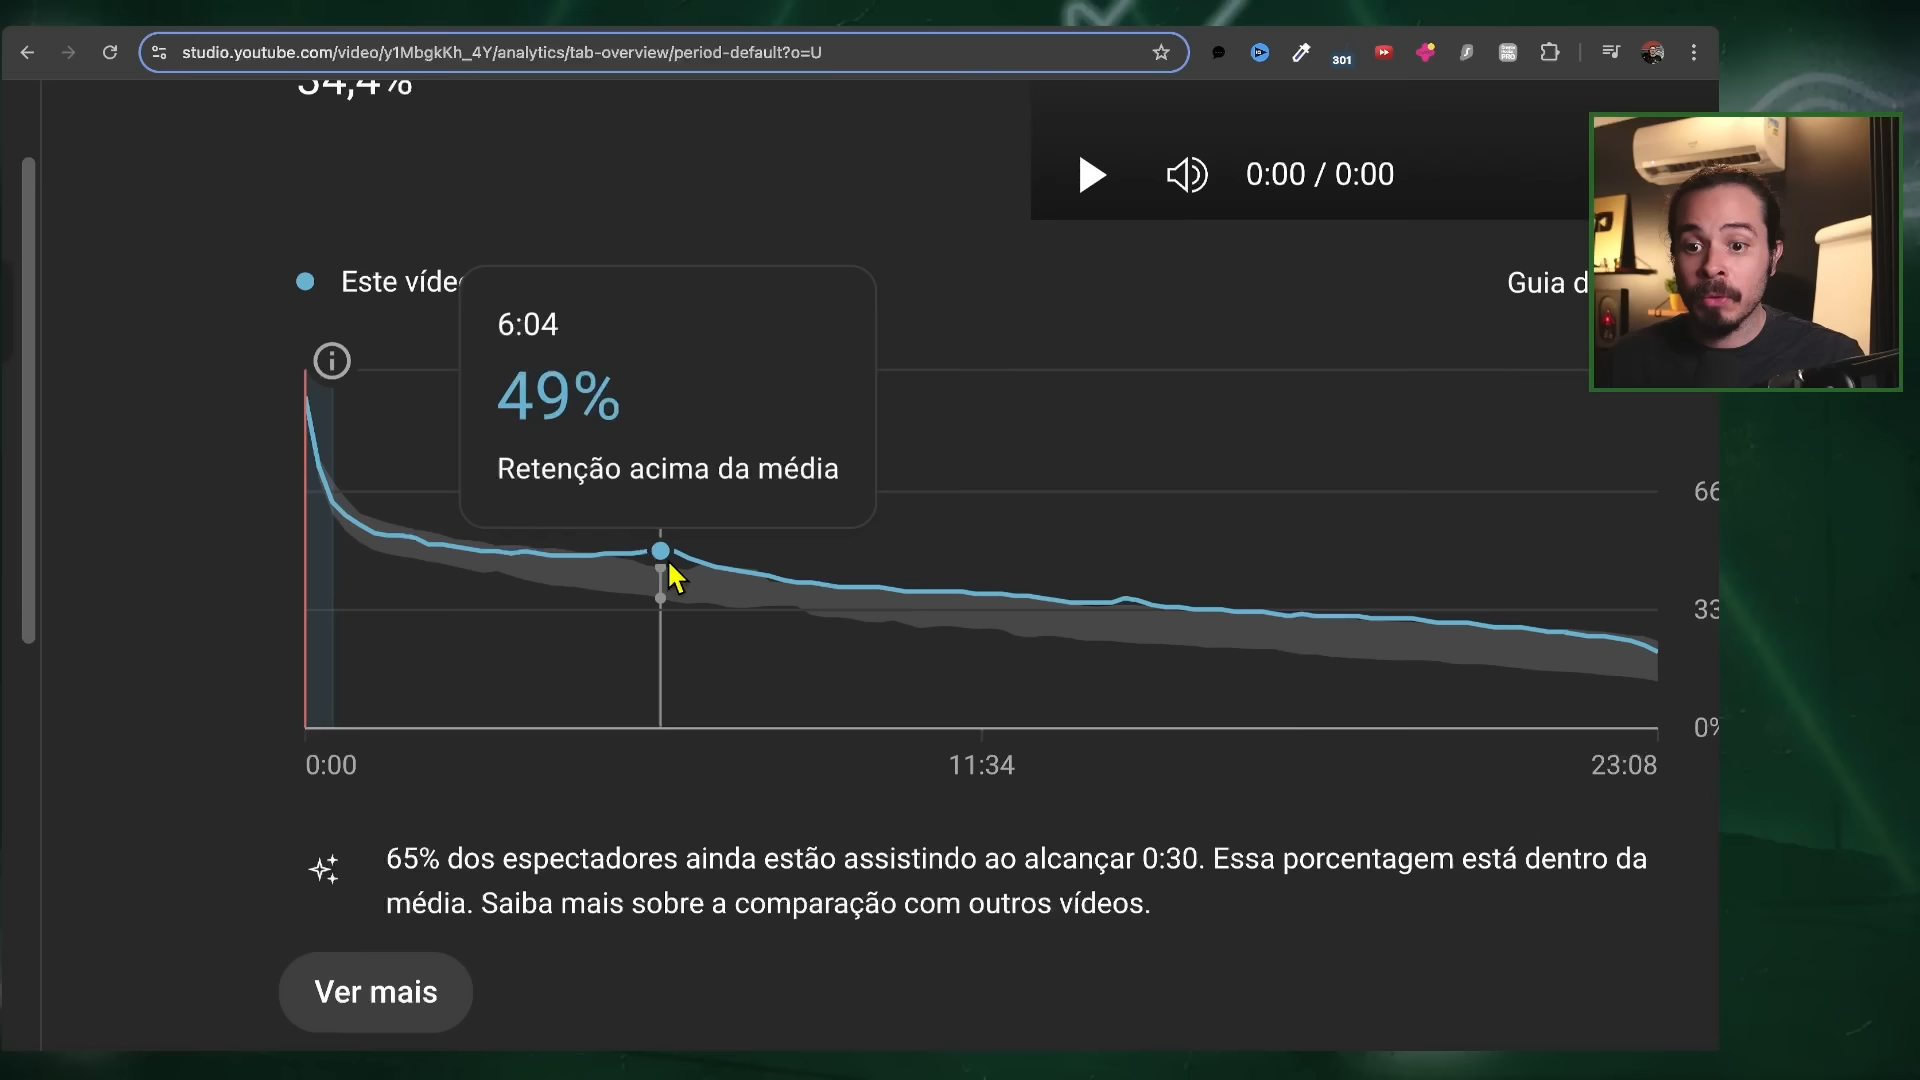 studio.youtube.com/video/y1MbgkKh_4Y/analytics/tab-overview/period-default?o=U
301
34,4%
0:00 / 0:00
Este víde
Guia d
6:04
49%
Retenção acima da média
66
33
0%
0:00
11:34
23:08
65% dos espectadores ainda estão assistindo ao alcançar 0:30. Essa porcentagem está dentro da
média. Saiba mais sobre a comparação com outros vídeos.
Ver mais